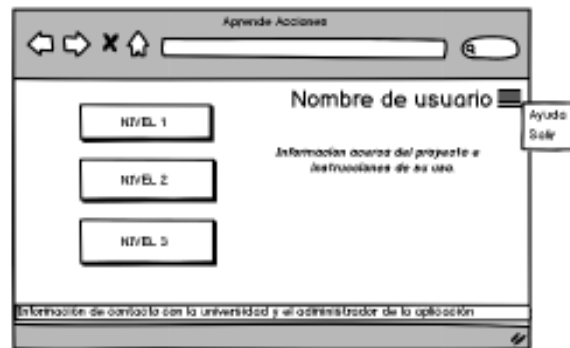 Aprende Acciones
Nombre de usuario
Ayuda
Salir
NIVEL 1
Informacion acerca del proyecto e
instrucciones de su uso.
NIVEL 2
NIVEL 3
Información de contacto con la universidad y el administrador de la aplicación